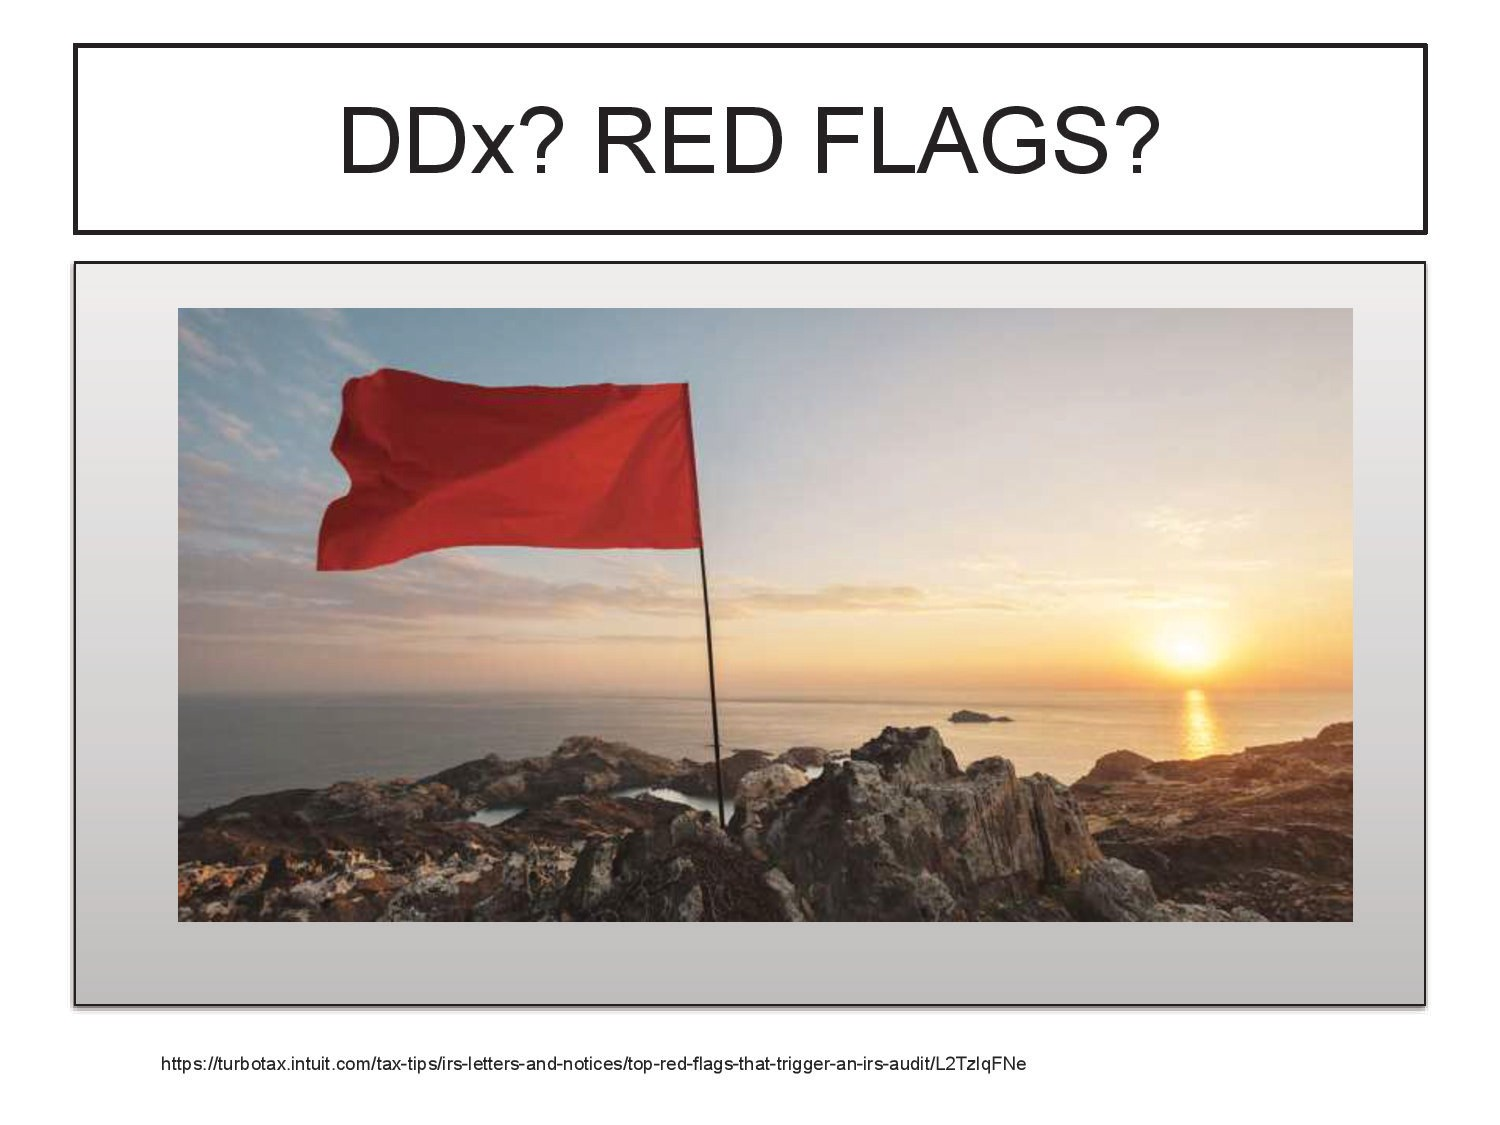 DDx? RED FLAGS?
https://turbotax.intuit.com/tax-tips/irs-letters-and-notices/top-red-flags-that-trigger-an-irs-audit/L2TzlqFNe